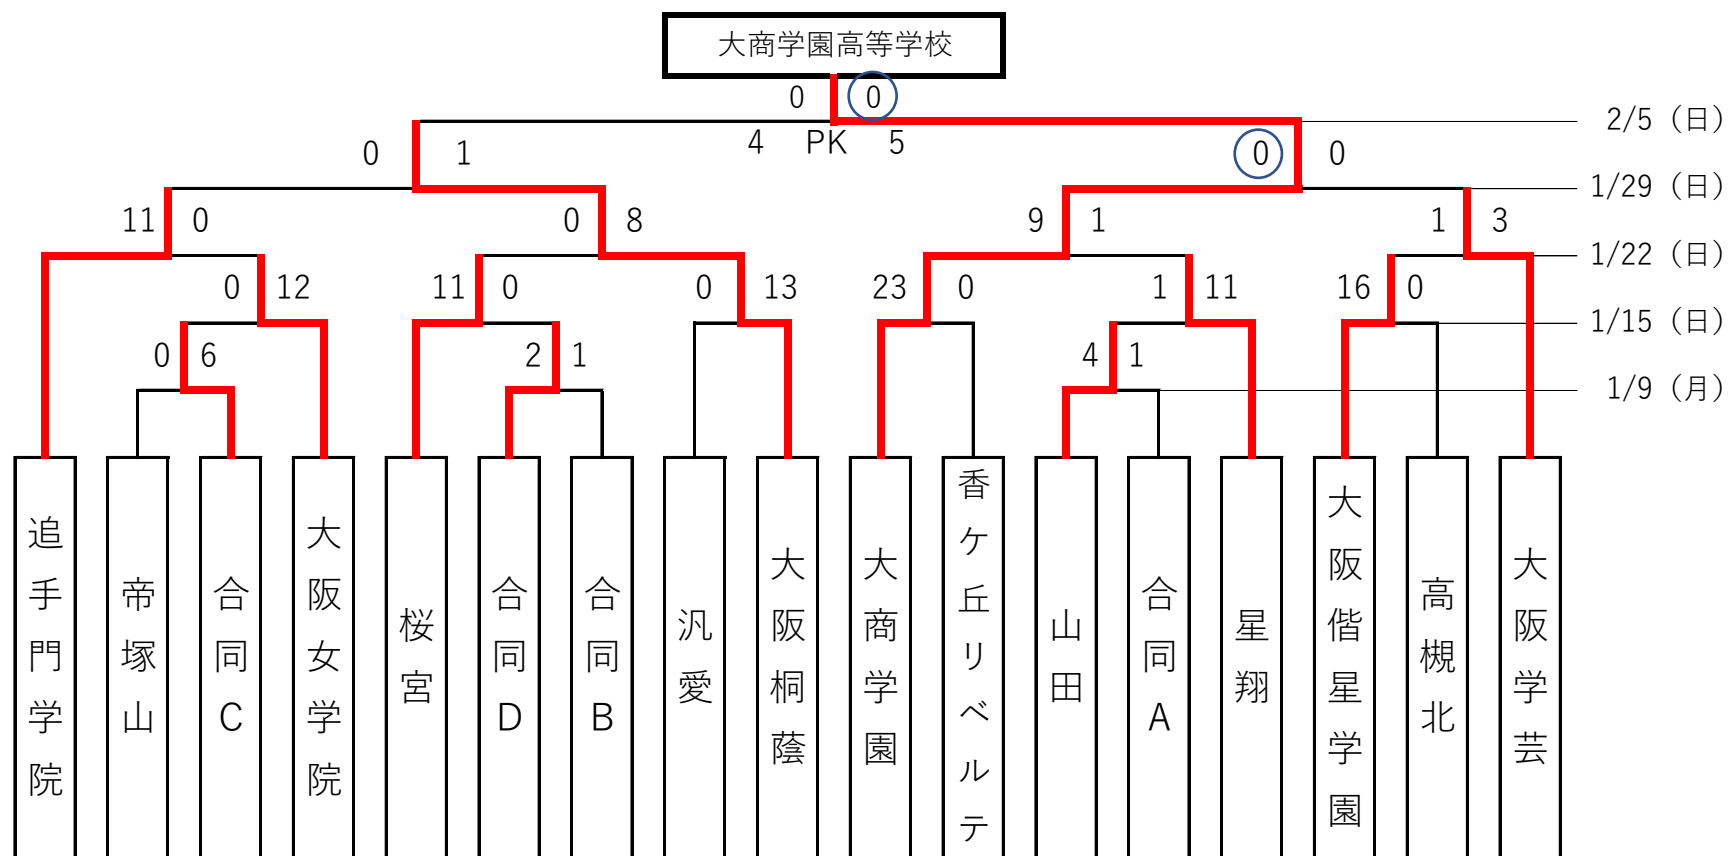 大商学園高等学校
0 0
4 PK 5
2/5（日）
0 1
0 0
1/29（日）
11 0
0 8
9 1
1 3
1/22（日）
0 12
11 0
0 13
23 0
1 11
16 0
1/15（日）
0 6
2 1
4 1
1/9（月）
追手門学院
帝塚山
合同C
大阪女学院
桜宮
合同D
合同B
汎愛
大阪桐蔭
大商学園
香ケ丘リベルテ
山田
合同A
星翔
大阪偕星学園
高槻北
大阪学芸